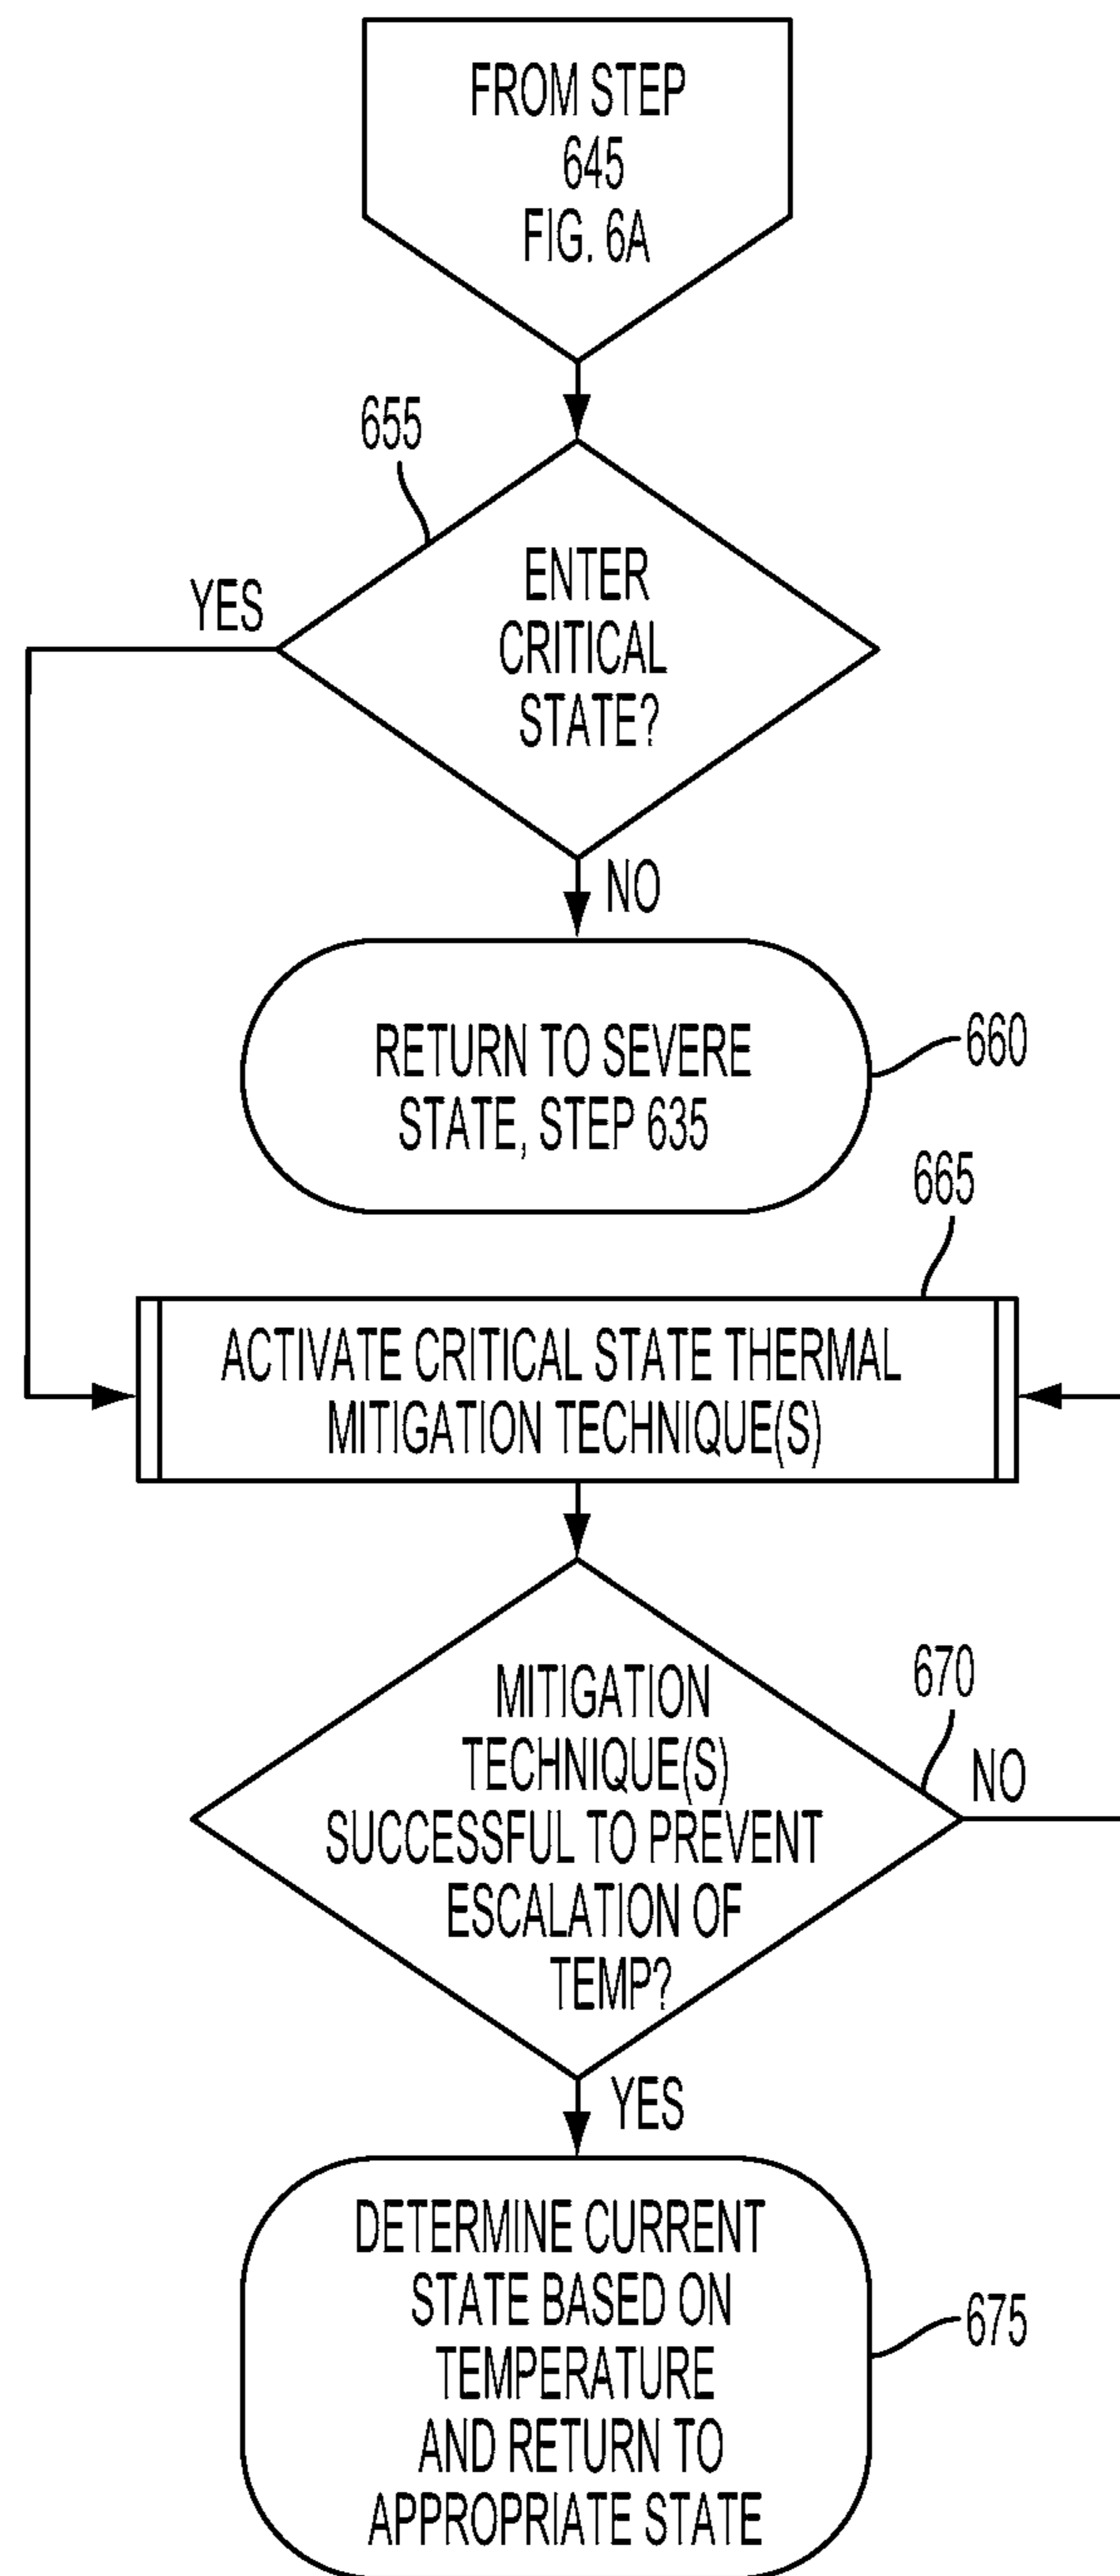 FROM STEP
645
FIG. 6A
655
YES
ENTER
CRITICAL
STATE?
NO
RETURN TO SEVERE
STATE, STEP 635
660
665
ACTIVATE CRITICAL STATE THERMAL
MITIGATION TECHNIQUE(S)
670
MITIGATION
TECHNIQUE(S)
SUCCESSFUL TO PREVENT
ESCALATION OF
TEMP?
NO
YES
DETERMINE CURRENT
STATE BASED ON
TEMPERATURE
AND RETURN TO
APPROPRIATE STATE
675